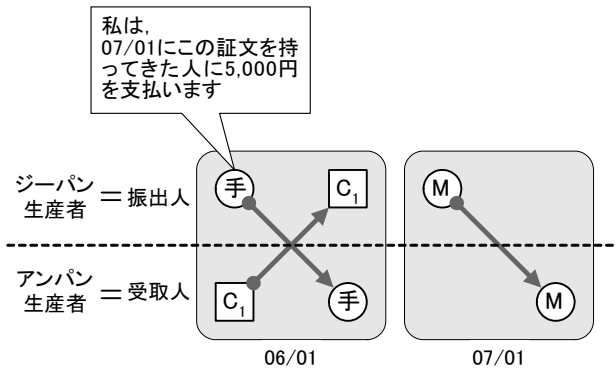 私は，
07/01にこの証文を持
ってきた人に5,000円
を支払います
ジーパン
生産者
＝振出人
手
C1
M
アンパン
生産者
＝受取人
C1
手
M
06/01
07/01